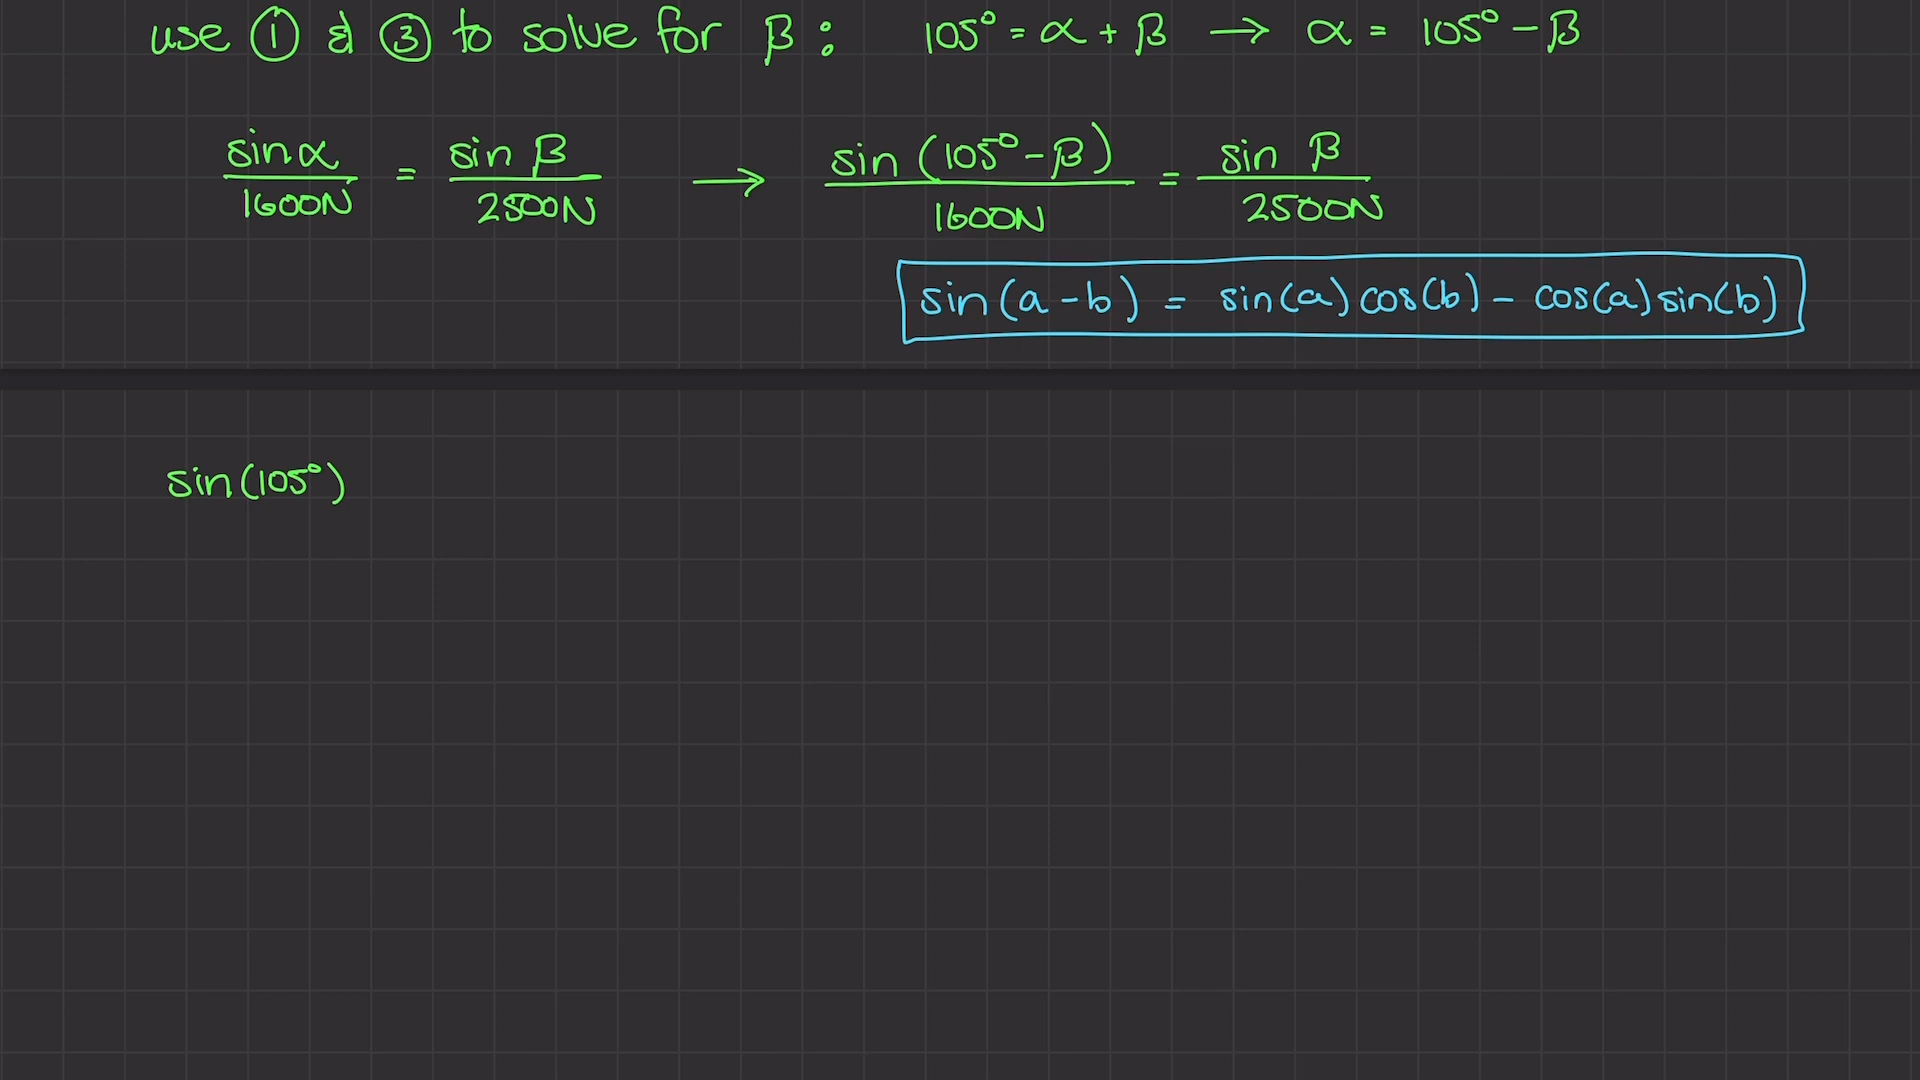 use ① & ③ to solve for β : 105° = α + β → α = 105° − β
sin α / 1600N = sin β / 2500N → sin (105° − β) / 1600N = sin β / 2500N
sin (a − b) = sin(a) cos(b) − cos(a) sin(b)
sin (105°)